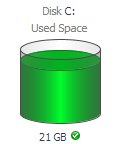 Disk C:
Used Space
21 GB